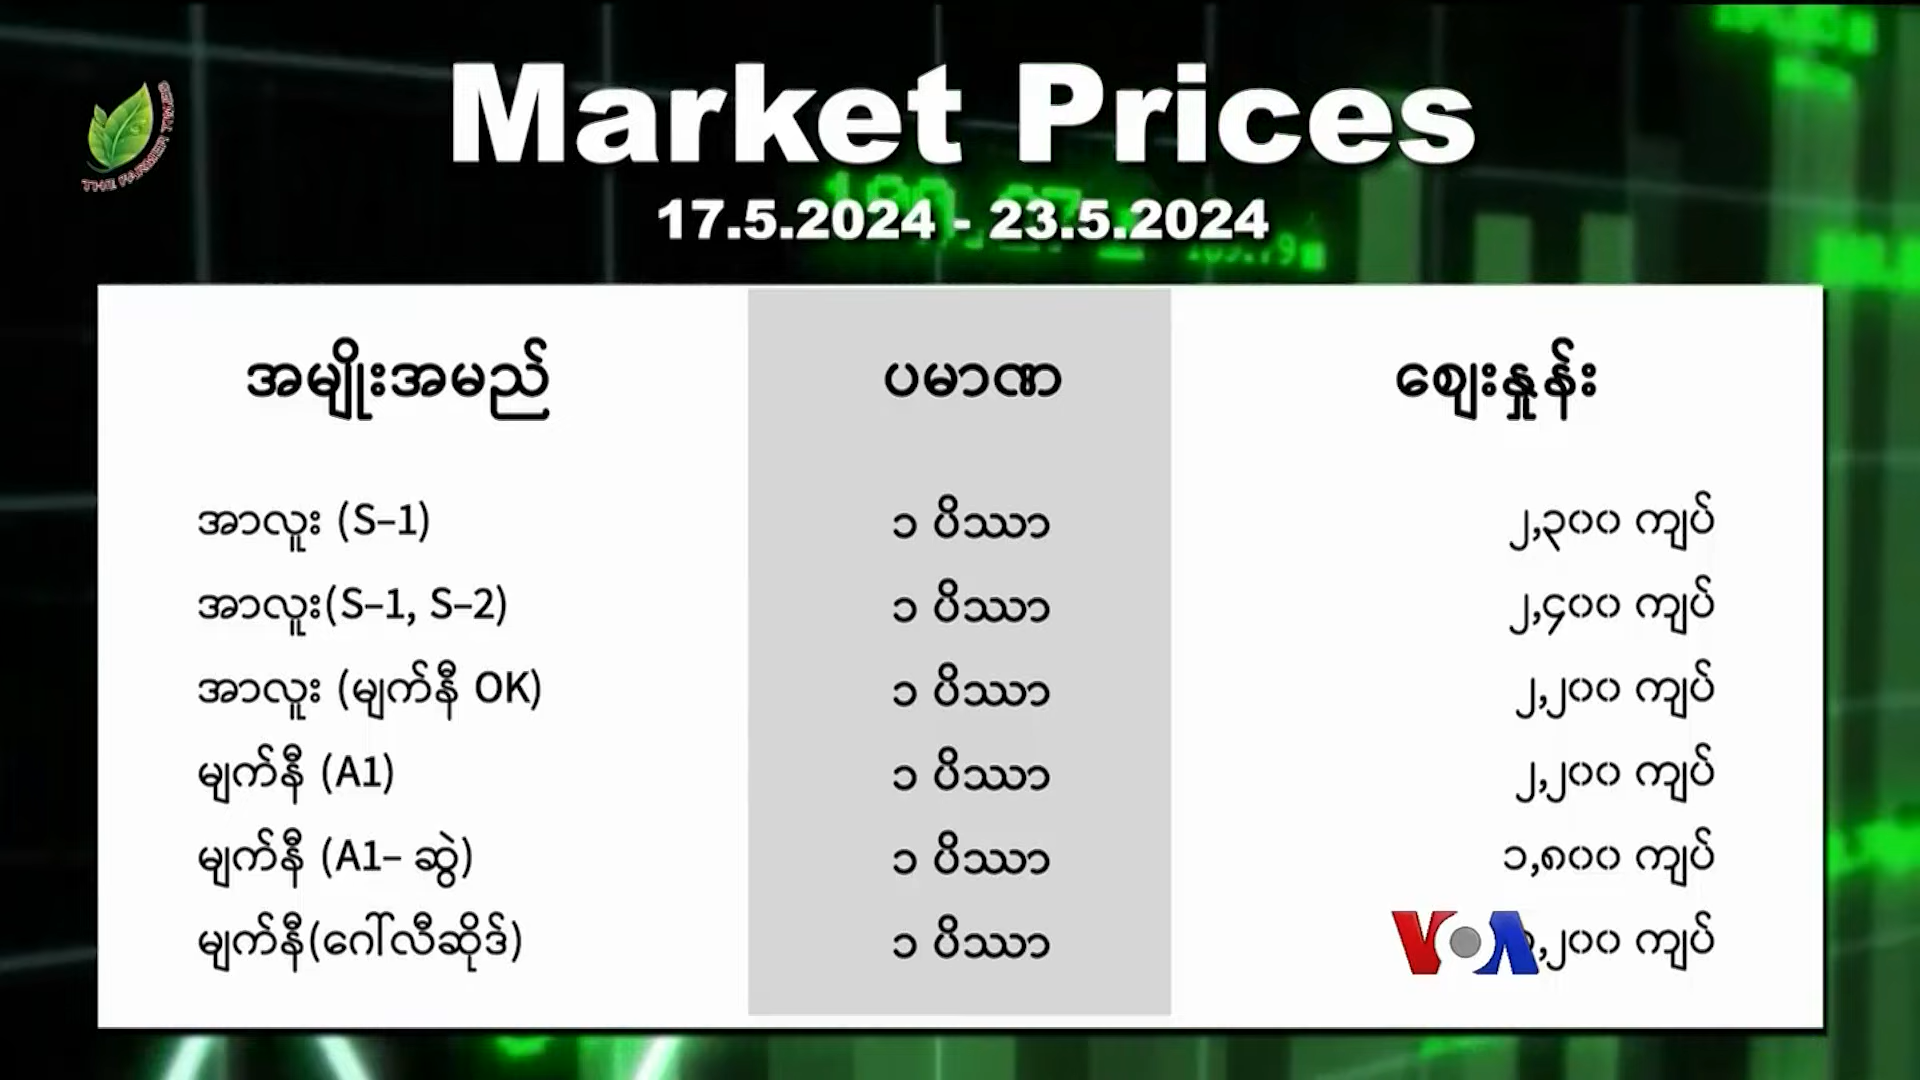 THE FARMER TIMES
Market Prices
17.5.2024 - 23.5.2024
အမျိုးအမည် ပမာဏ ဈေးနှုန်း
အာလူး (S–1) ၁ ပိဿာ ၂,၃၀၀ ကျပ်
အာလူး(S–1, S–2) ၁ ပိဿာ ၂,၄၀၀ ကျပ်
အာလူး (မျက်နီ OK) ၁ ပိဿာ ၂,၂၀၀ ကျပ်
မျက်နီ (A1) ၁ ပိဿာ ၂,၂၀၀ ကျပ်
မျက်နီ (A1– ဆွဲ) ၁ ပိဿာ ၁,၈၀၀ ကျပ်
မျက်နီ(ဂေါ်လီဆိုဒ်) ၁ ပိဿာ ,၂၀၀ ကျပ်
VOA